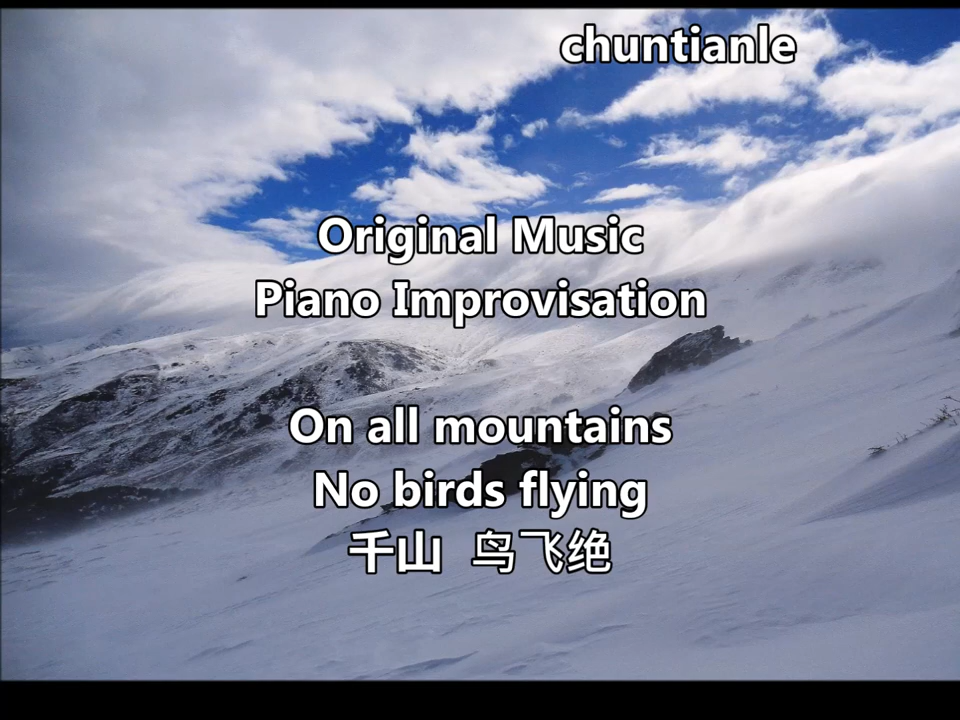 chuntianle
Original Music
Piano Improvisation
On all mountains
No birds flying
千山 鸟飞绝